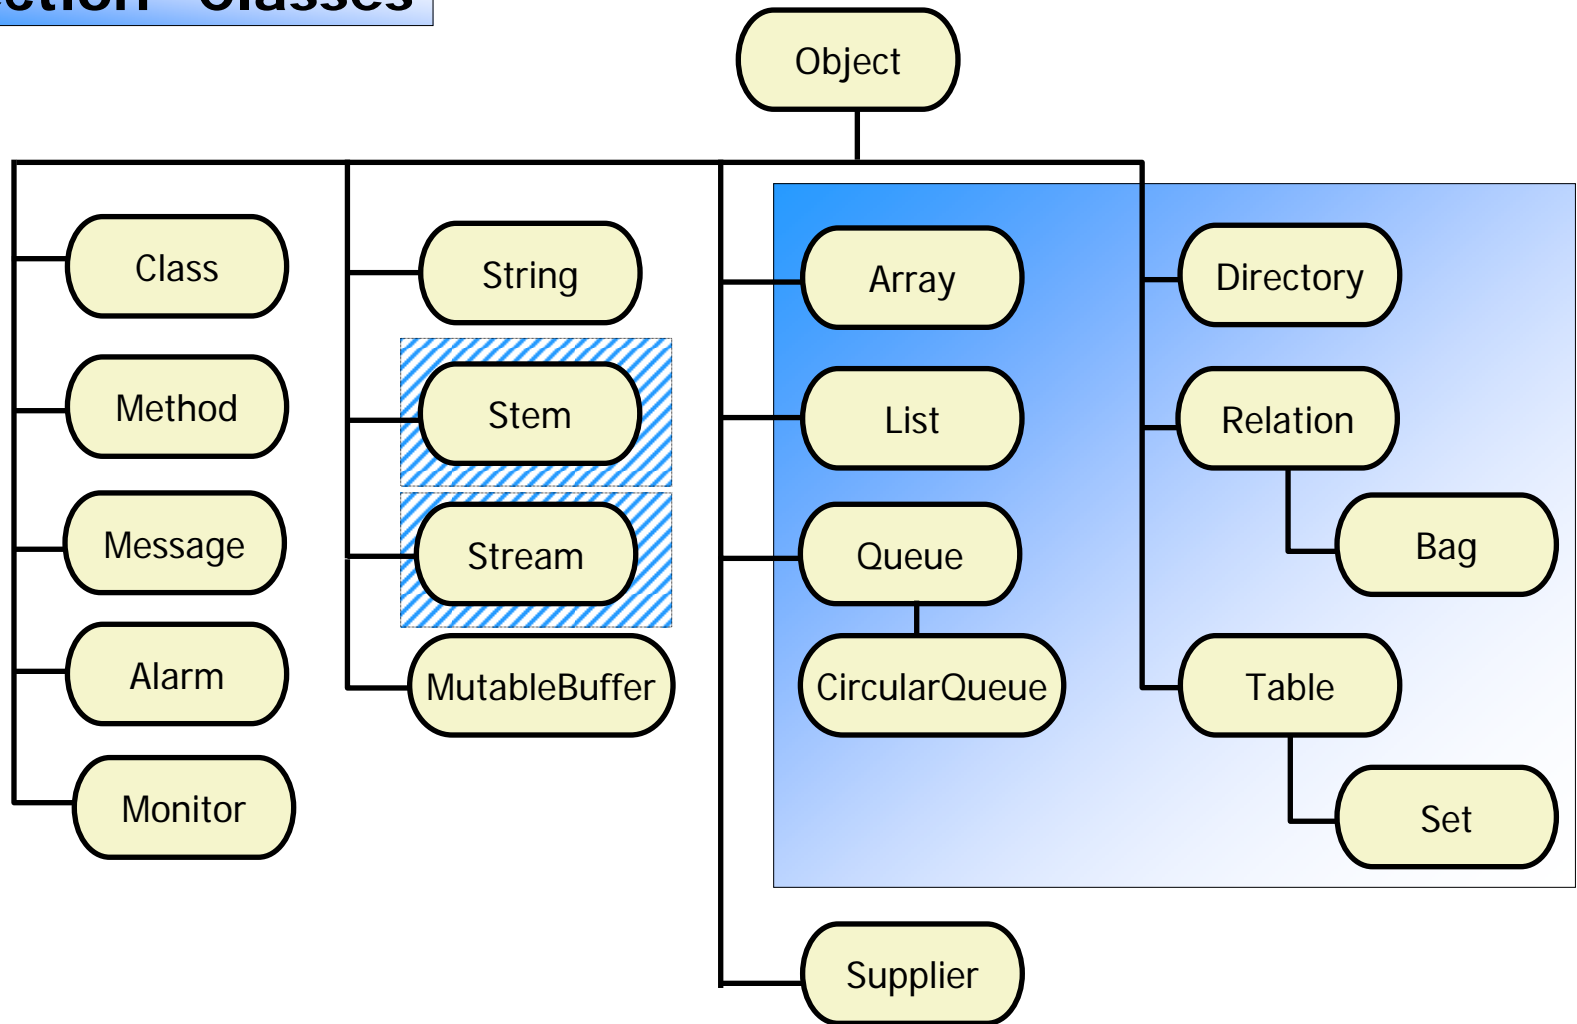 classes
Object
Class
Method
Message
Alarm
Monitor
String
Stem
Stream
MutableBuffer
Array
List
Queue
CircularQueue
Supplier
Directory
Relation
Bag
Table
Set